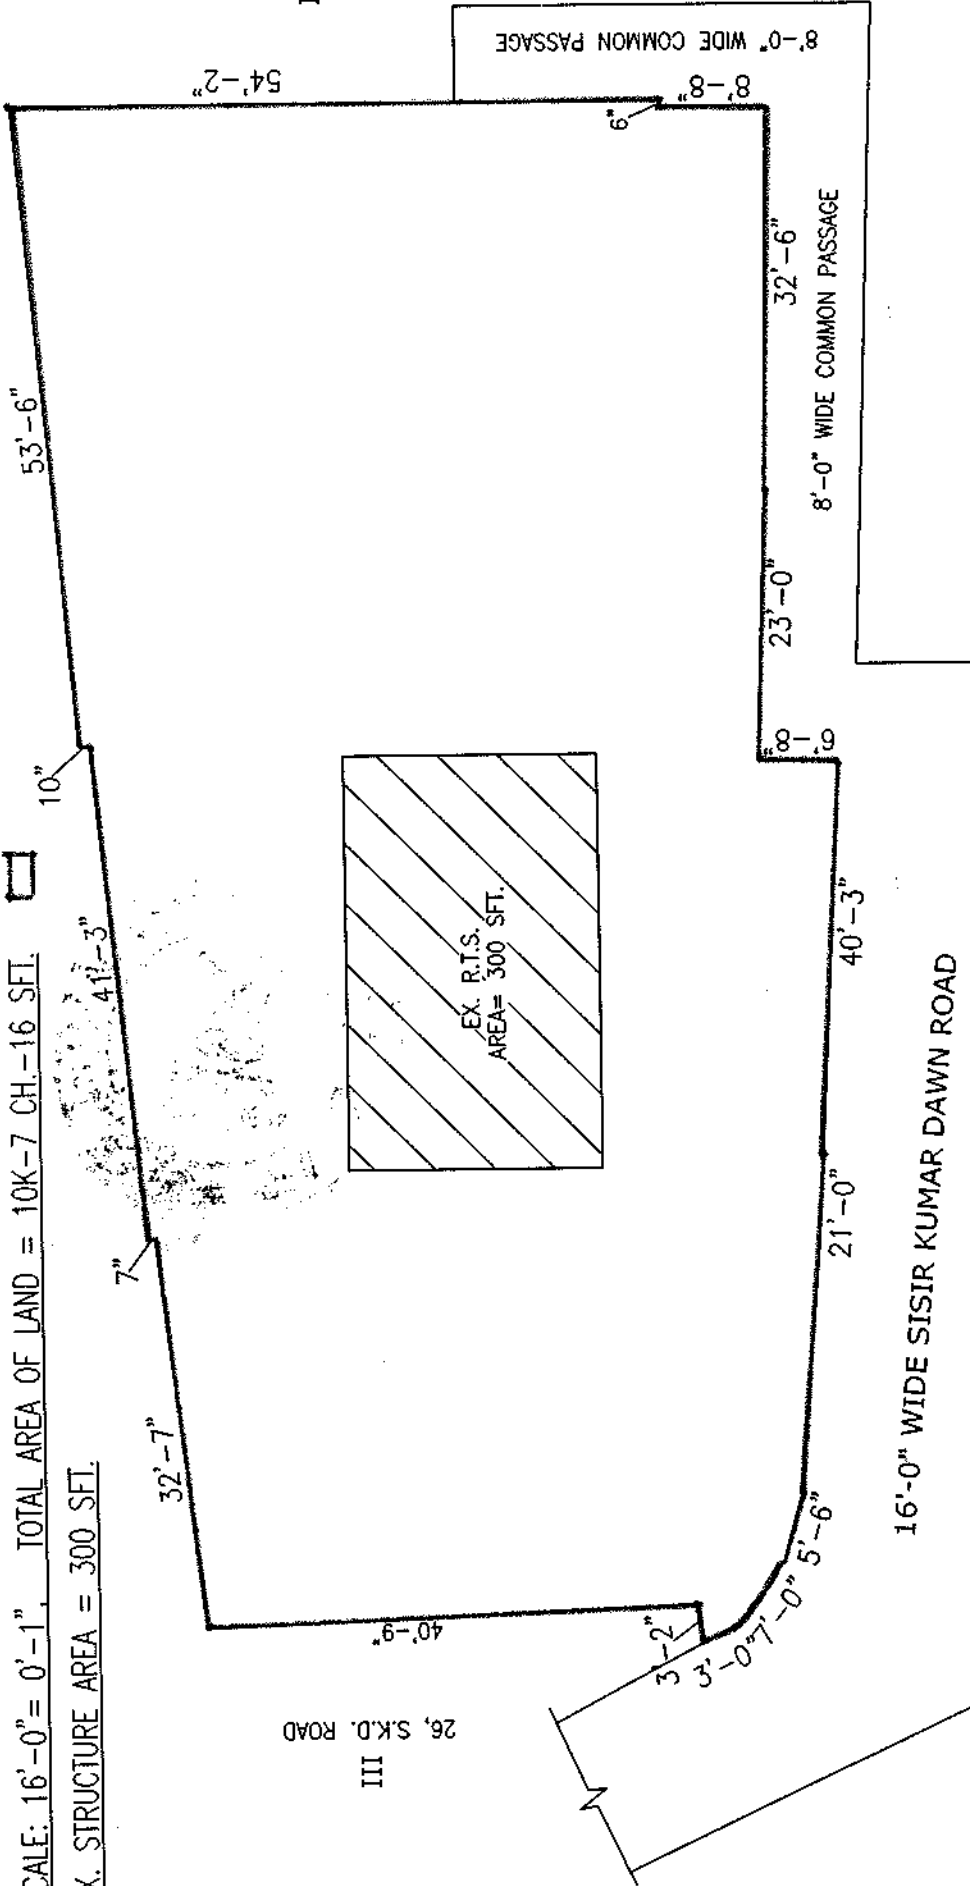 SCALE: 16'-0"= 0'-1", TOTAL AREA OF LAND = 10K-7 CH.-16 SFT.
EX. STRUCTURE AREA = 300 SFT.
32'-7"
7"
41'-3"
10"
53'-6"
54'-2"
6"
8'-8"
8'-0" WIDE COMMON PASSAGE
32'-6"
8'-0" WIDE COMMON PASSAGE
23'-0"
6'-8"
40'-3"
21'-0"
5'-6"
7'-0"
3'-0"
3'-2"
40'-9"
EX. R.T.S.
AREA= 300 SFT.
26, S.K.D. ROAD
III
16'-0" WIDE SISIR KUMAR DAWN ROAD